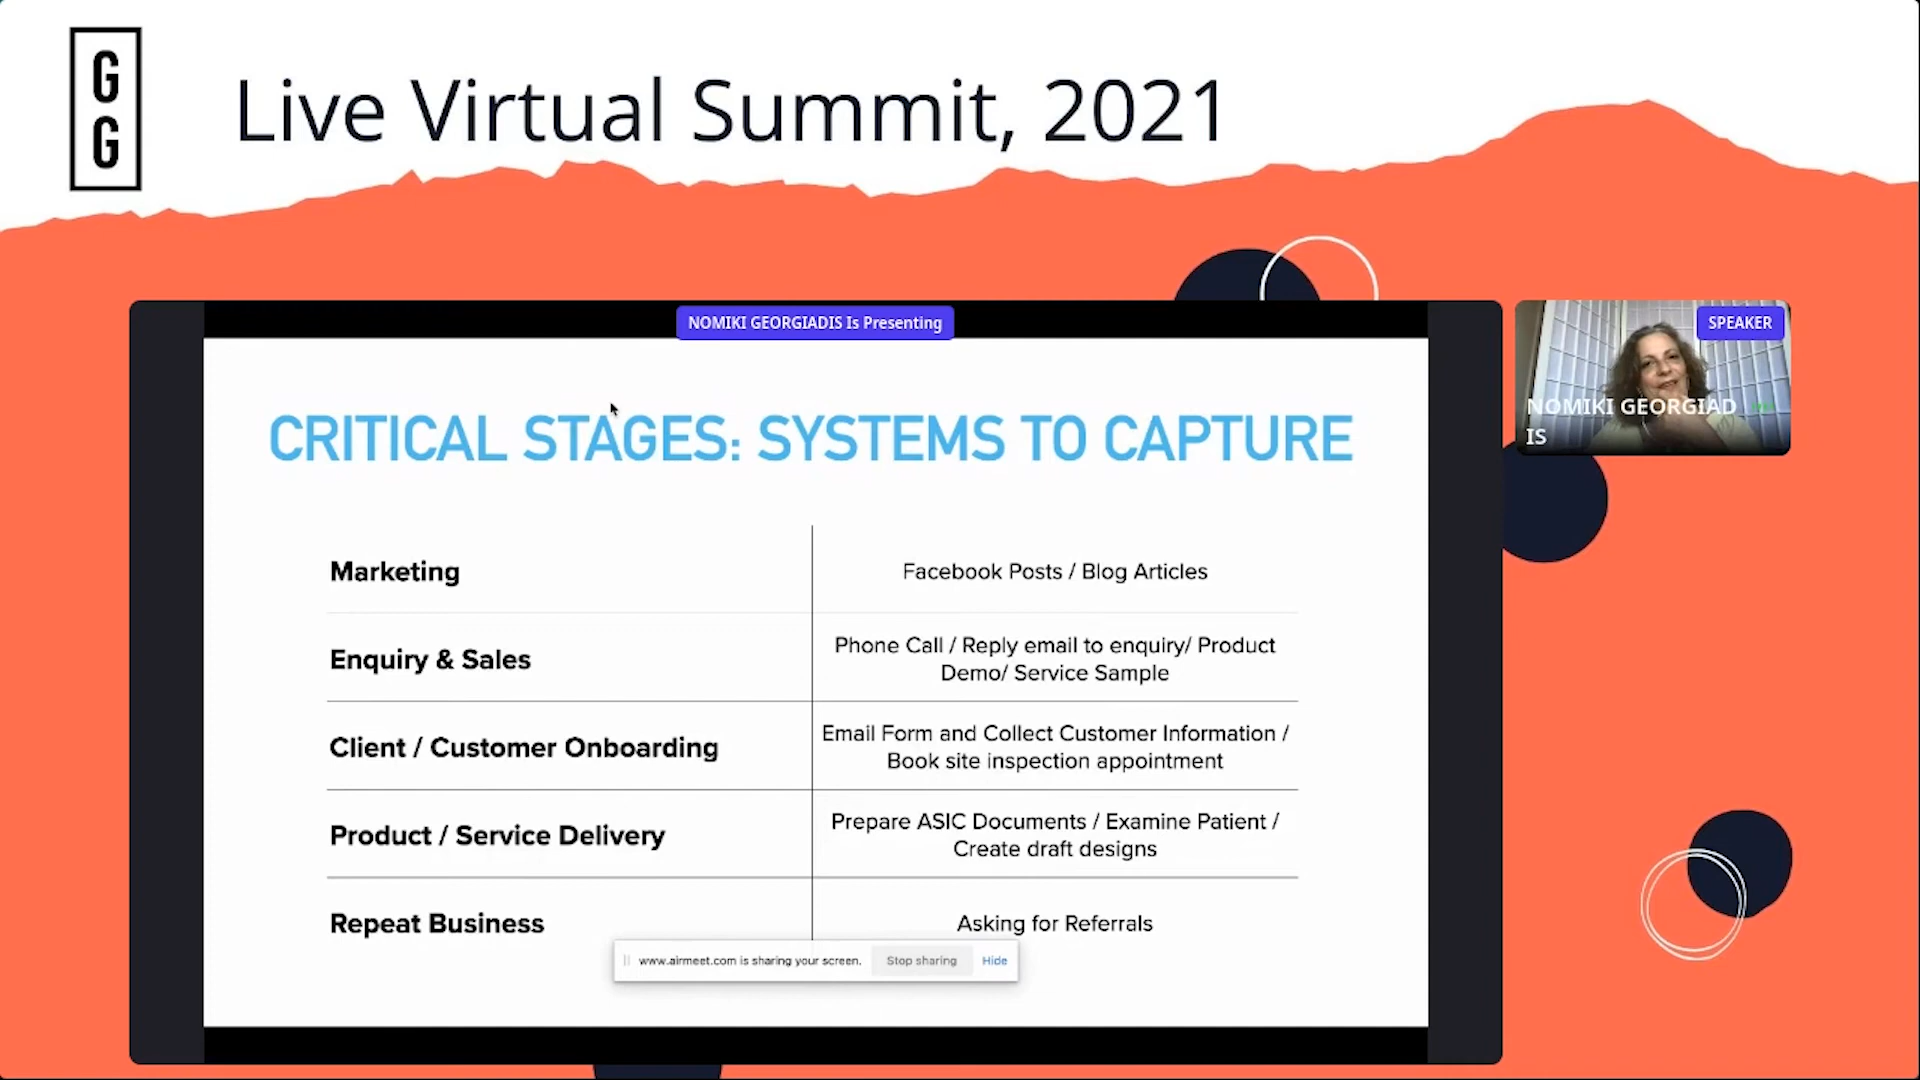 G
G
Live Virtual Summit, 2021
NOMIKI GEORGIADIS Is Presenting
SPEAKER
NOMIKI GEORGIAD
IS
CRITICAL STAGES: SYSTEMS TO CAPTURE
Marketing
Facebook Posts / Blog Articles
Enquiry & Sales
Phone Call / Reply email to enquiry/ Product
Demo/ Service Sample
Client / Customer Onboarding
Email Form and Collect Customer Information /
Book site inspection appointment
Product / Service Delivery
Prepare ASIC Documents / Examine Patient /
Create draft designs
Repeat Business
Asking for Referrals
www.airmeet.com is sharing your screen. Stop sharing Hide